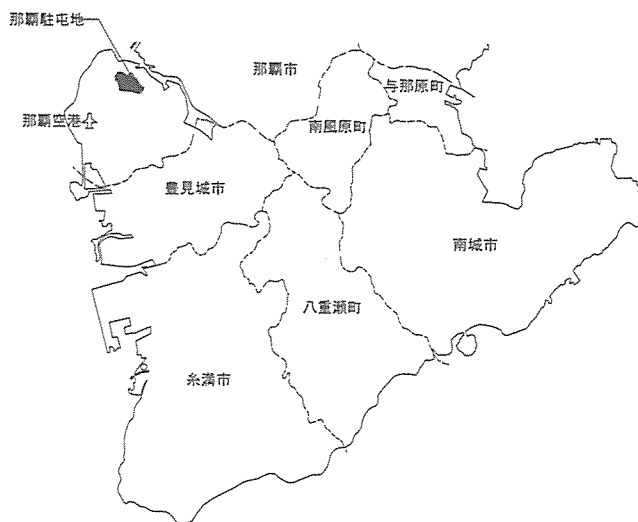 那覇駐屯地
那覇市
与那原町
那覇空港
南風原町
豊見城市
南城市
八重瀬町
糸満市